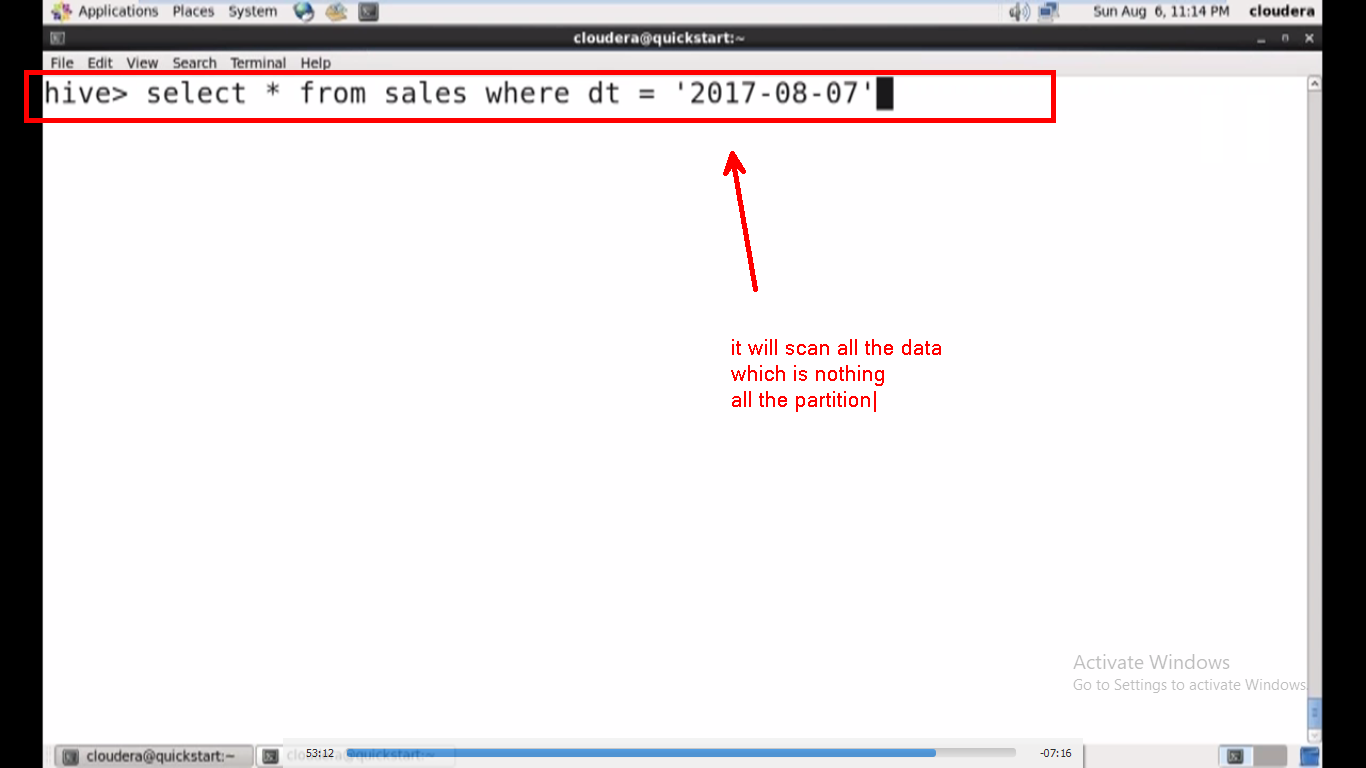 Applications Places System Sun Aug 6, 11:14 PM cloudera
cloudera@quickstart:~
File Edit View Search Terminal Help
hive> select * from sales where dt = '2017-08-07'
it will scan all the data
which is nothing
all the partition|
Activate Windows
Go to Settings to activate Windows.
cloudera@quickstart:~ cloudera@quickstart:~
53:12 -07:16